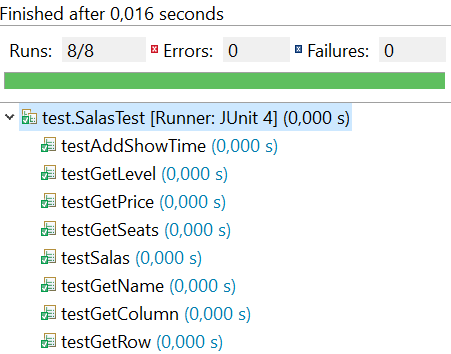 Finished after 0,016 seconds
Runs: 8/8 Errors: 0 Failures: 0
test.SalasTest [Runner: JUnit 4] (0,000 s)
testAddShowTime (0,000 s)
testGetLevel (0,000 s)
testGetPrice (0,000 s)
testGetSeats (0,000 s)
testSalas (0,000 s)
testGetName (0,000 s)
testGetColumn (0,000 s)
testGetRow (0,000 s)